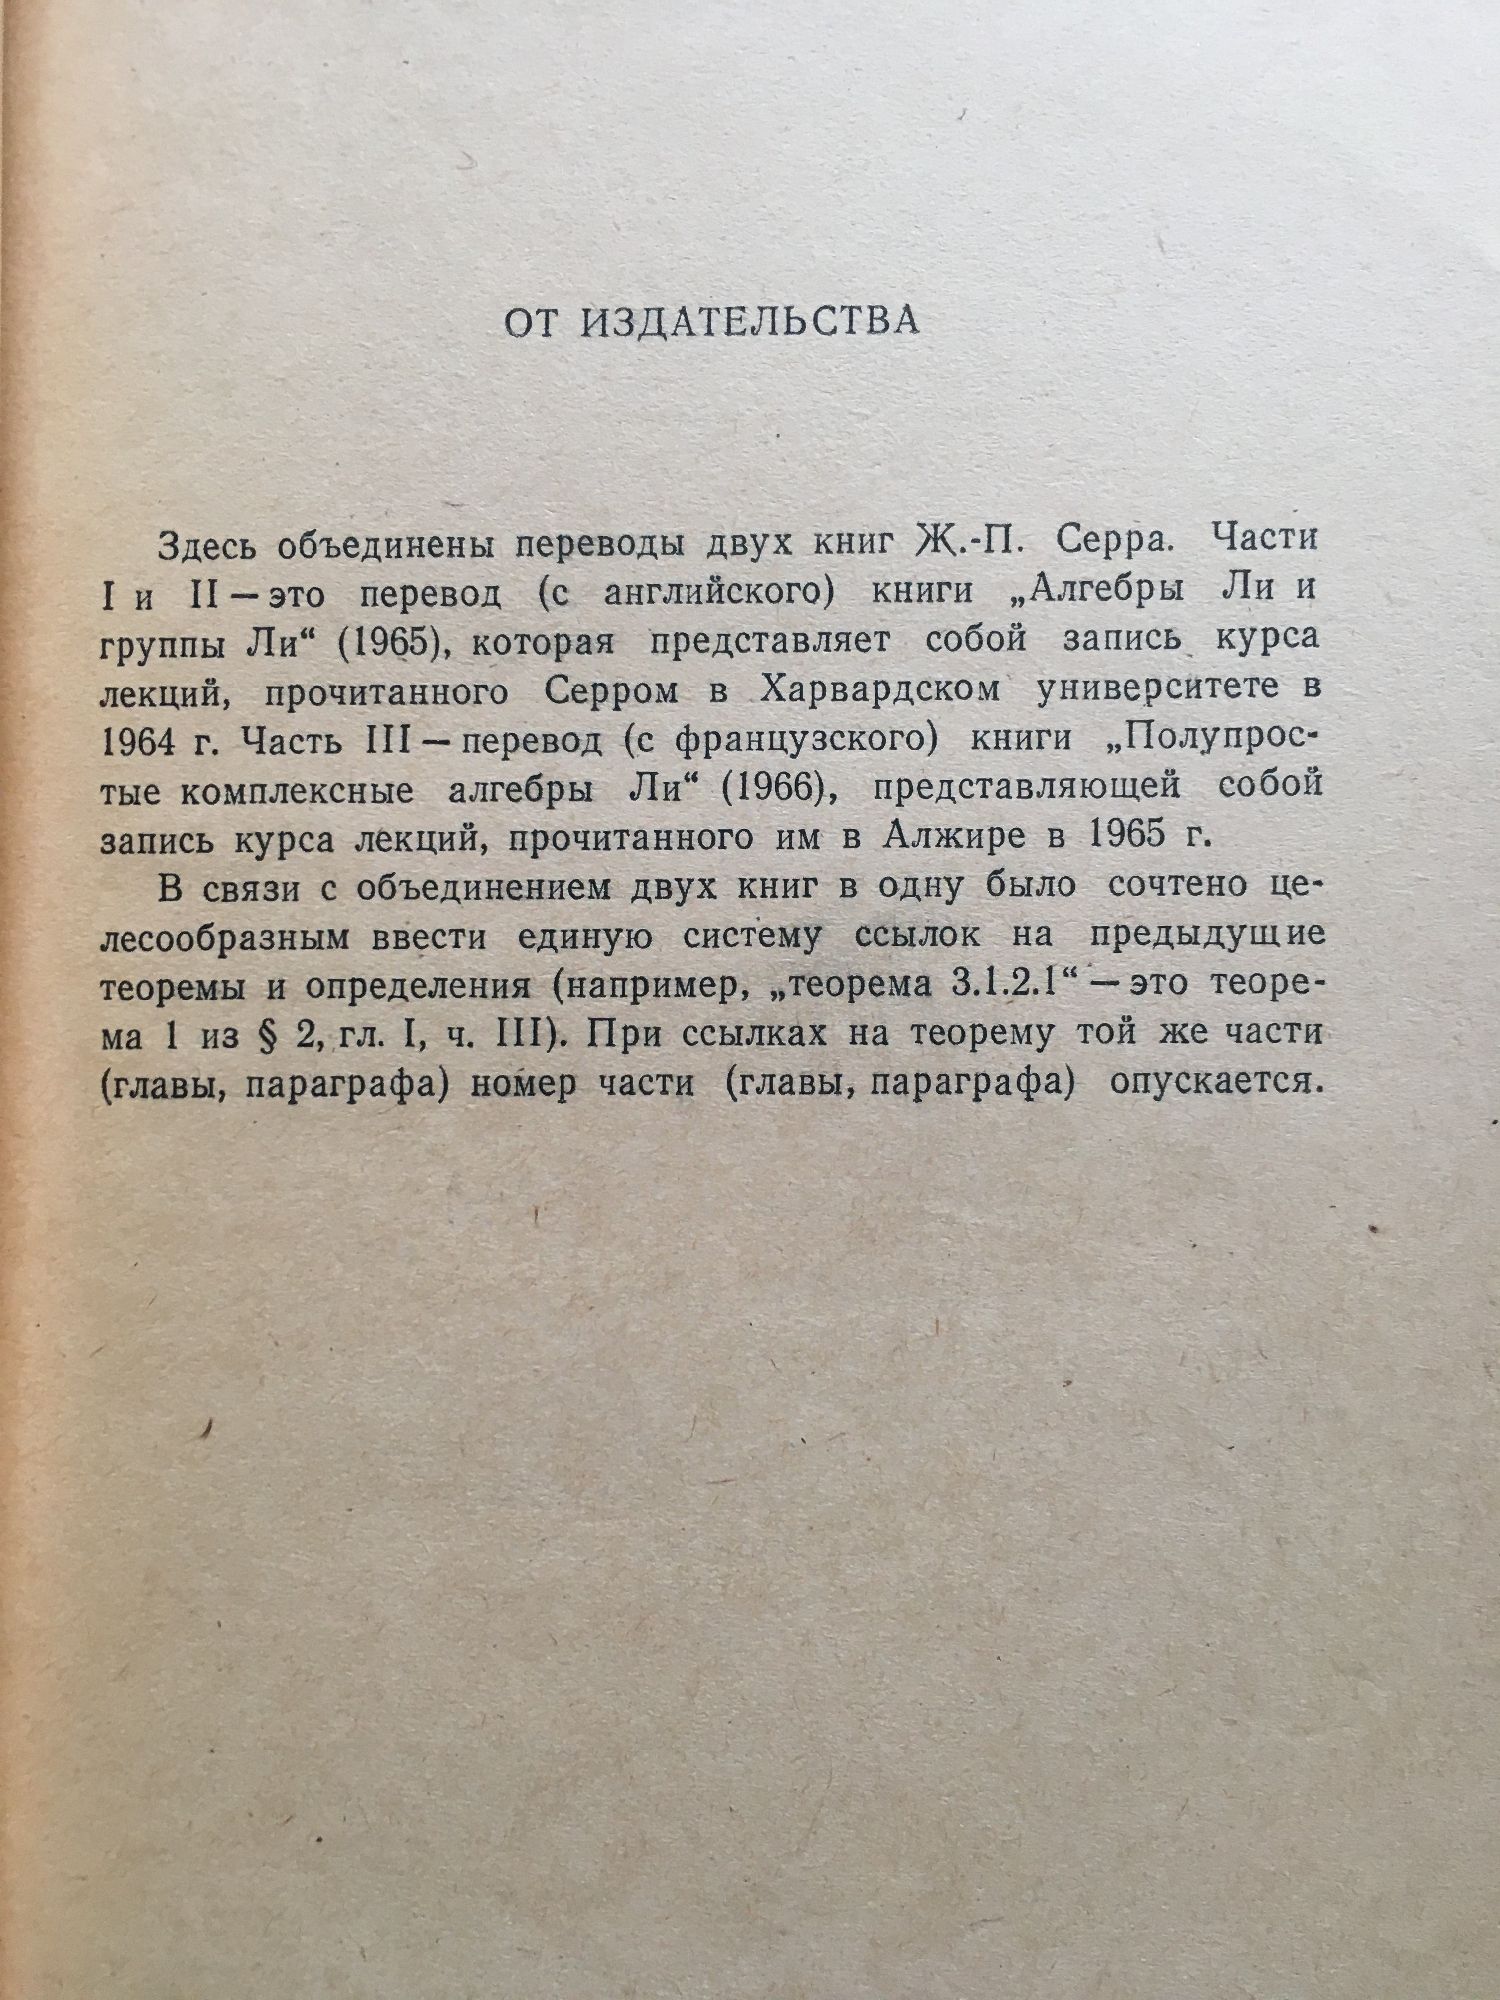 ОТ ИЗДАТЕЛЬСТВА
Здесь объединены переводы двух книг Ж.-П. Серра. Части
I и II — это перевод (с английского) книги „Алгебры Ли и
группы Ли“ (1965), которая представляет собой запись курса
лекций, прочитанного Серром в Харвардском университете в
1964 г. Часть III — перевод (с французского) книги „Полупрос-
тые комплексные алгебры Ли“ (1966), представляющей собой
запись курса лекций, прочитанного им в Алжире в 1965 г.
В связи с объединением двух книг в одну было сочтено це-
лесообразным ввести единую систему ссылок на предыдущие
теоремы и определения (например, „теорема 3.1.2.1“ — это теоре-
ма 1 из § 2, гл. I, ч. III). При ссылках на теорему той же части
(главы, параграфа) номер части (главы, параграфа) опускается.